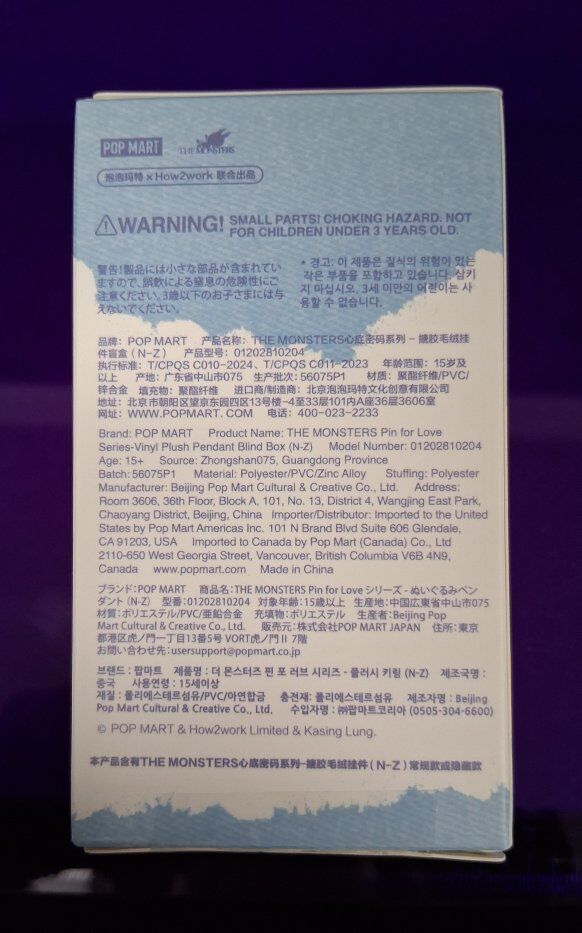 POP MART
THE MONSTERS
泡泡玛特 x How2work 联合出品
WARNING! SMALL PARTS! CHOKING HAZARD. NOT
FOR CHILDREN UNDER 3 YEARS OLD.
警告!製品には小さな部品が含まれてい
ますので、誤飲による窒息の危険性にご
注意ください。3歳以下のお子さまには与
えないでください。
* 경고: 이 제품은 질식의 위험이 있는
작은 부품을 포함하고 있습니다. 삼키
지 마십시오. 3세 미만의 어린이는 사
용할 수 없습니다.
品牌: POP MART 产品名称: THE MONSTERS心底密码系列 – 搪胶毛绒挂
件盲盒 (N–Z) 产品型号: 01202810204
执行标准: T/CPQS C010–2024、T/CPQS C011–2023 年龄范围: 15岁及
以上 产地: 广东省中山市075 生产批次: 56075P1 材质: 聚酯纤维/PVC/
锌合金 填充物: 聚酯纤维 进口商/制造商: 北京泡泡玛特文化创意有限公司
地址: 北京市朝阳区望京东园四区13号楼–4至33层101内A座36层3606室
网址: WWW.POPMART. COM 电话: 400–023–2233
Brand: POP MART Product Name: THE MONSTERS Pin for Love
Series-Vinyl Plush Pendant Blind Box (N-Z) Model Number: 01202810204
Age: 15+ Source: Zhongshan075, Guangdong Province
Batch: 56075P1 Material: Polyester/PVC/Zinc Alloy Stuffing: Polyester
Manufacturer: Beijing Pop Mart Cultural & Creative Co., Ltd. Address:
Room 3606, 36th Floor, Block A, 101, No. 13, District 4, Wangjing East Park,
Chaoyang District, Beijing, China Importer/Distributor: Imported to the United
States by Pop Mart Americas Inc. 101 N Brand Blvd Suite 606 Glendale,
CA 91203, USA Imported to Canada by Pop Mart (Canada) Co., Ltd
2110-650 West Georgia Street, Vancouver, British Columbia V6B 4N9,
Canada www.popmart.com Made in China
ブランド:POP MART 商品名:THE MONSTERS Pin for Love シリーズ - ぬいぐるみペン
ダント (N-Z) 型番:01202810204 対象年齢:15歳以上 生産地:中国広東省中山市075
材質:ポリエステル/PVC/亜鉛合金 充填物:ポリエステル 生産者:Beijing Pop
Mart Cultural & Creative Co., Ltd. 販売元:株式会社POP MART JAPAN 住所:東京
都港区虎ノ門一丁目13番5号 VORT虎ノ門 II 7階
お問い合わせ先:usersupport@popmart.co.jp
브랜드 : 팝마트 제품명 : 더 몬스터즈 핀 포 러브 시리즈 - 플러시 키링 (N-Z) 제조국명 :
중국 사용연령 : 15세이상
재질 : 폴리에스테르섬유/PVC/아연합금 충전재: 폴리에스테르섬유 제조자명 : Beijing
Pop Mart Cultural & Creative Co., Ltd. 수입자명 : ㈜팝마트코리아 (0505-304-6600)
© POP MART & How2work Limited & Kasing Lung.
本产品含有THE MONSTERS心底密码系列–搪胶毛绒挂件 ( N–Z ) 常规款或隐藏款